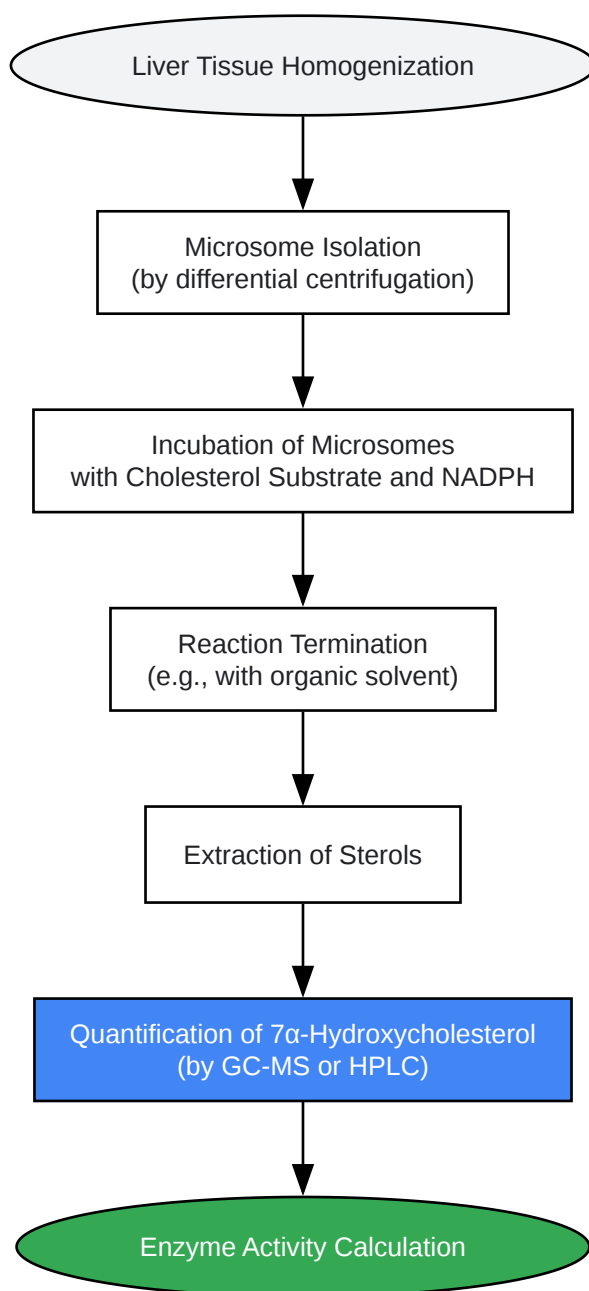 Liver Tissue Homogenization
Microsome Isolation
(by differential centrifugation)
Incubation of Microsomes
with Cholesterol Substrate and NADPH
Reaction Termination
(e.g., with organic solvent)
Extraction of Sterols
Quantification of 7α-Hydroxycholesterol
(by GC-MS or HPLC)
Enzyme Activity Calculation